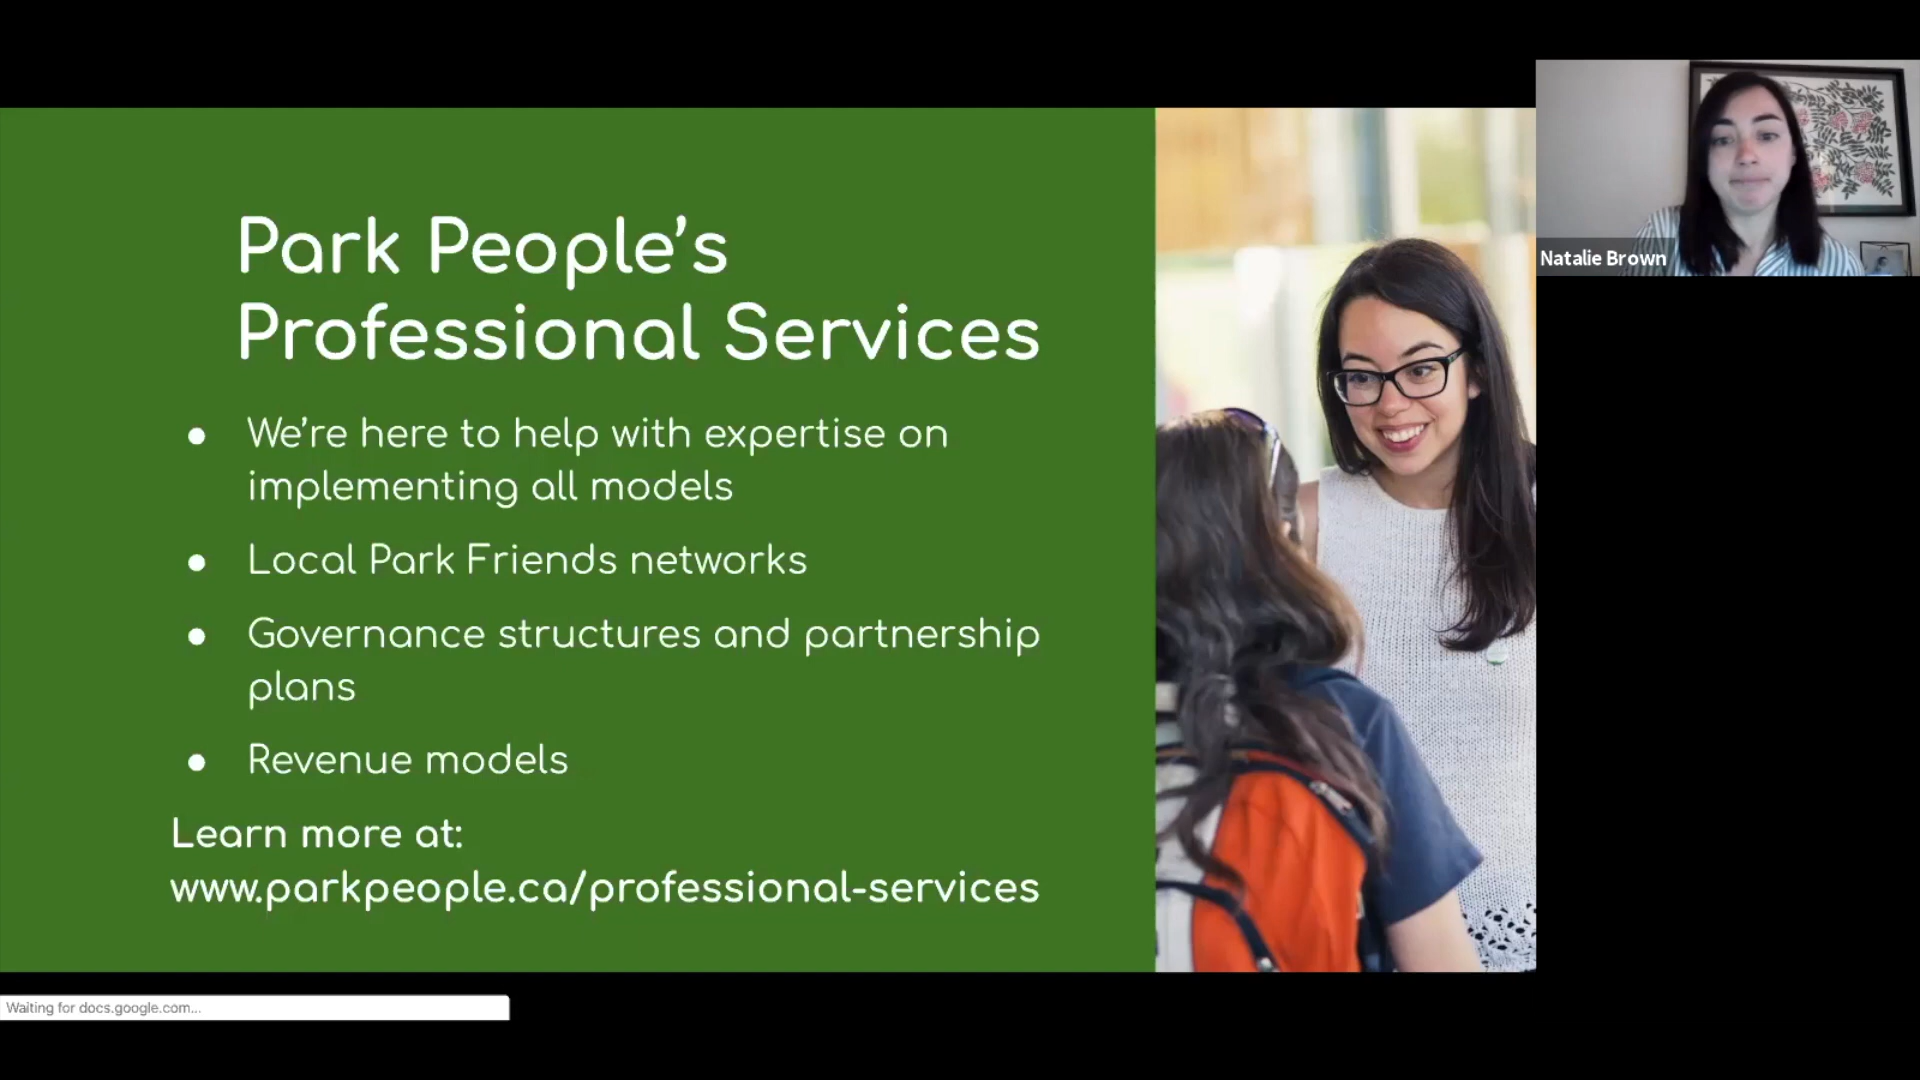 Park People’s
Professional Services
● We’re here to help with expertise on
implementing all models
● Local Park Friends networks
● Governance structures and partnership
plans
● Revenue models
Learn more at:
www.parkpeople.ca/professional-services
Natalie Brown
Waiting for docs.google.com...